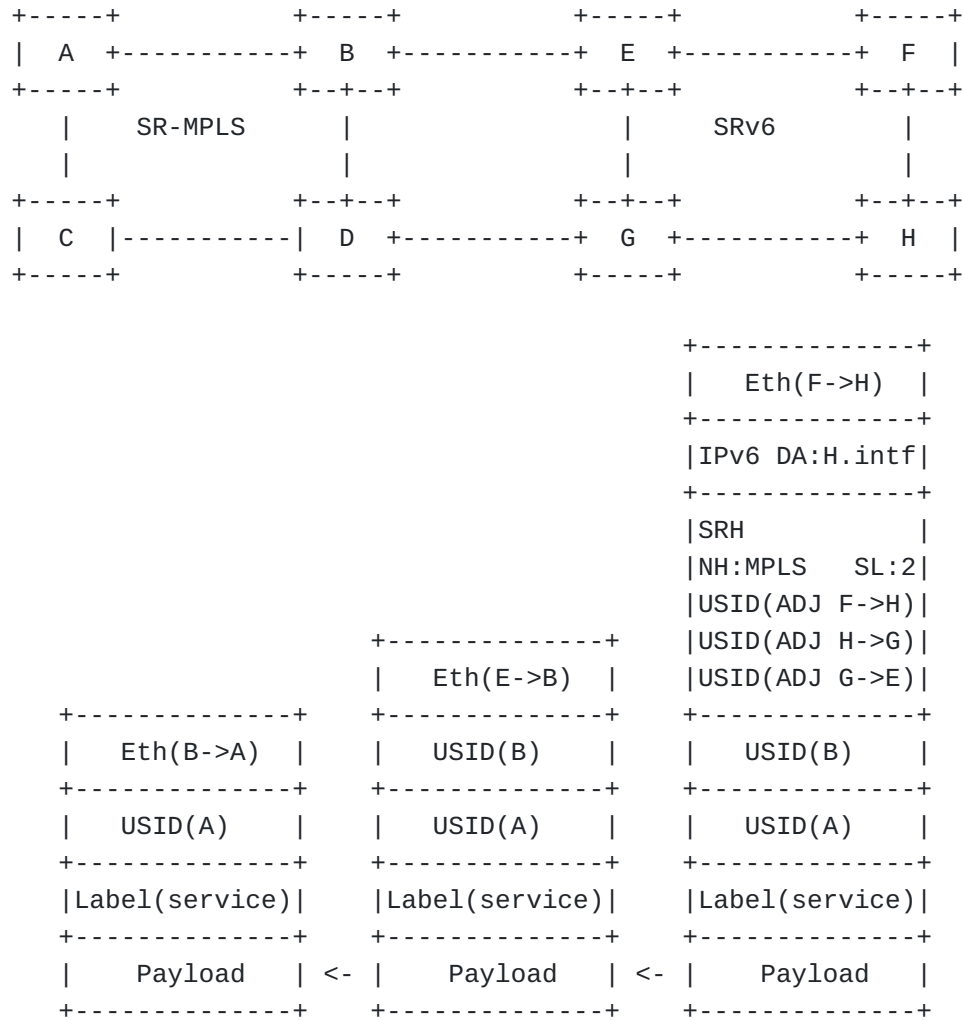 +-----+           +-----+           +-----+           +-----+
|  A  +-----------+  B  +-----------+  E  +-----------+  F  |
+-----+           +--+--+           +--+--+           +--+--+
   |    SR-MPLS      |                 |     SRv6        |
   |                 |                 |                 |
+-----+           +--+--+           +--+--+           +--+--+
|  C  |-----------|  D  +-----------+  G  +-----------+  H  |
+-----+           +-----+           +-----+           +-----+

                                          +--------------+
                                          |   Eth(F->H)  |
                                          +--------------+
                                          |IPv6 DA:H.intf|
                                          +--------------+
                                          |SRH           |
                                          |NH:MPLS   SL:2|
                                          |USID(ADJ F->H)|
                       +--------------+   |USID(ADJ H->G)|
                       |   Eth(E->B)  |   |USID(ADJ G->E)|
   +--------------+    +--------------+   +--------------+
   |   Eth(B->A)  |    |   USID(B)    |   |   USID(B)    |
   +--------------+    +--------------+   +--------------+
   |   USID(A)    |    |   USID(A)    |   |   USID(A)    |
   +--------------+    +--------------+   +--------------+
   |Label(service)|    |Label(service)|   |Label(service)|
   +--------------+    +--------------+   +--------------+
   |    Payload   | <- |    Payload   | <- |    Payload   |
   +--------------+    +--------------+   +--------------+